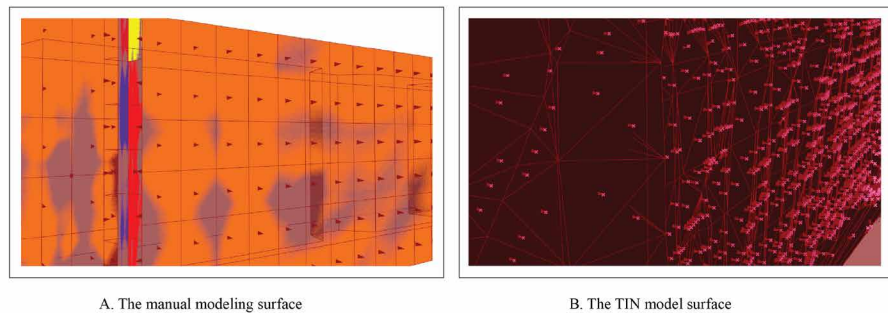 A. The manual modeling surface
B. The TIN model surface